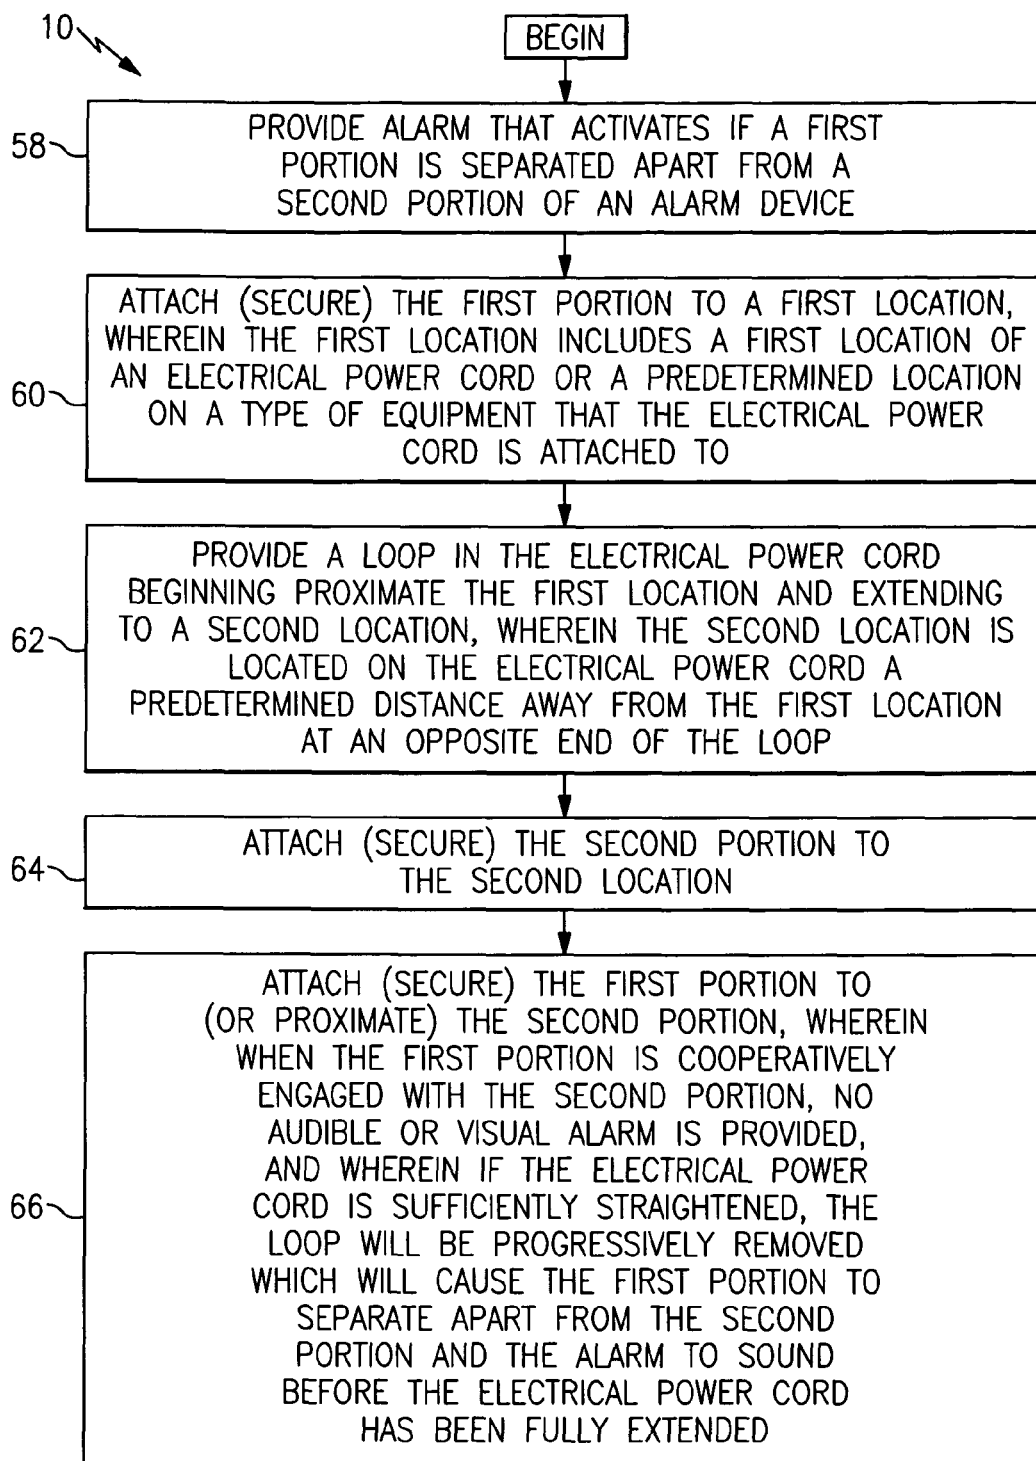 10
BEGIN
58
PROVIDE ALARM THAT ACTIVATES IF A FIRST
PORTION IS SEPARATED APART FROM A
SECOND PORTION OF AN ALARM DEVICE
60
ATTACH (SECURE) THE FIRST PORTION TO A FIRST LOCATION,
WHEREIN THE FIRST LOCATION INCLUDES A FIRST LOCATION OF
AN ELECTRICAL POWER CORD OR A PREDETERMINED LOCATION
ON A TYPE OF EQUIPMENT THAT THE ELECTRICAL POWER
CORD IS ATTACHED TO
62
PROVIDE A LOOP IN THE ELECTRICAL POWER CORD
BEGINNING PROXIMATE THE FIRST LOCATION AND EXTENDING
TO A SECOND LOCATION, WHEREIN THE SECOND LOCATION IS
LOCATED ON THE ELECTRICAL POWER CORD A
PREDETERMINED DISTANCE AWAY FROM THE FIRST LOCATION
AT AN OPPOSITE END OF THE LOOP
64
ATTACH (SECURE) THE SECOND PORTION TO
THE SECOND LOCATION
66
ATTACH (SECURE) THE FIRST PORTION TO
(OR PROXIMATE) THE SECOND PORTION, WHEREIN
WHEN THE FIRST PORTION IS COOPERATIVELY
ENGAGED WITH THE SECOND PORTION, NO
AUDIBLE OR VISUAL ALARM IS PROVIDED,
AND WHEREIN IF THE ELECTRICAL POWER
CORD IS SUFFICIENTLY STRAIGHTENED, THE
LOOP WILL BE PROGRESSIVELY REMOVED
WHICH WILL CAUSE THE FIRST PORTION TO
SEPARATE APART FROM THE SECOND
PORTION AND THE ALARM TO SOUND
BEFORE THE ELECTRICAL POWER CORD
HAS BEEN FULLY EXTENDED